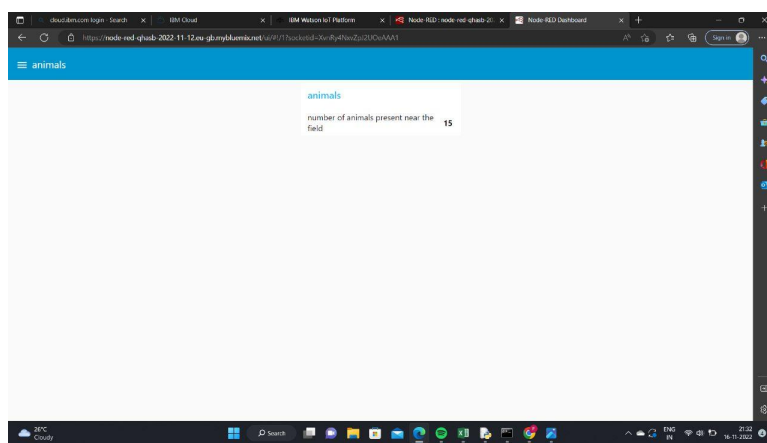 cloud.ibm.com login - Search
IBM Cloud
IBM Watson IoT Platform
Node-RED : node-red-qhasb-20
Node-RED Dashboard
Sign in
animals
animals
number of animals present near the
field
15
26°C
Cloudy
Search
ENG
IN
21:32
16-11-2022